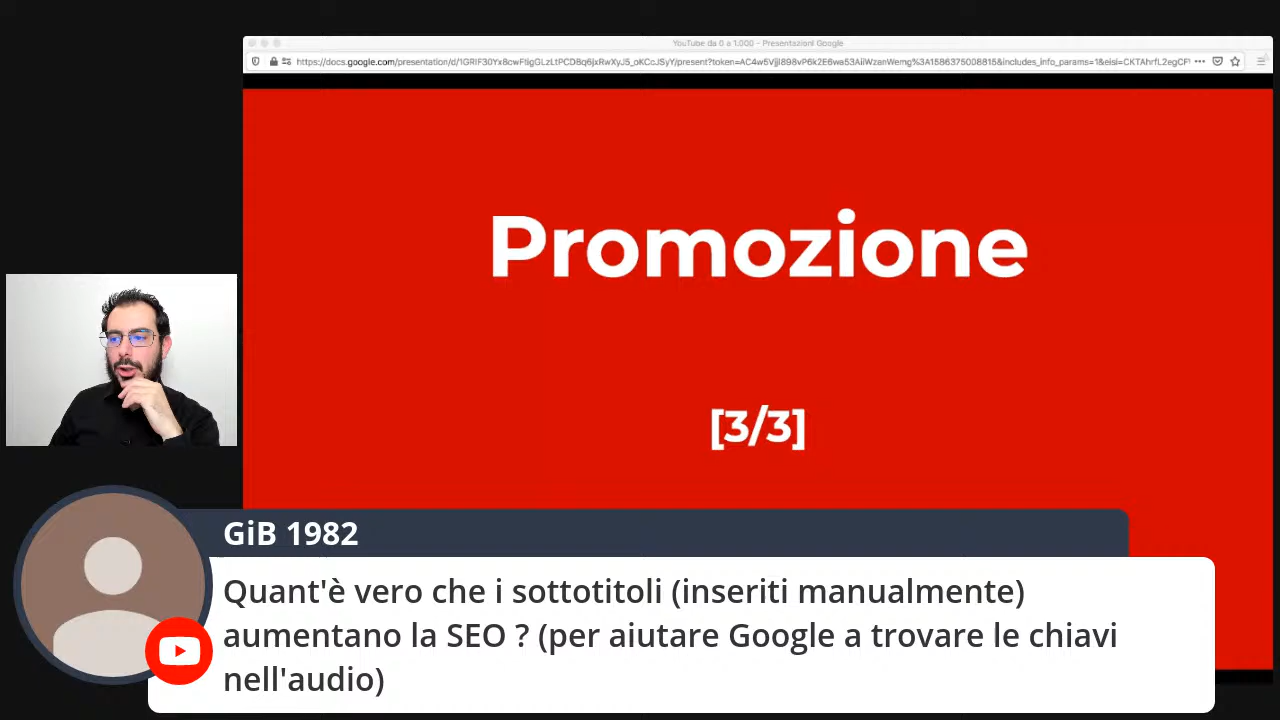 YouTube da 0 a 1.000 – Presentazioni Google
Promozione
[3/3]
GiB 1982
Quant'è vero che i sottotitoli (inseriti manualmente)
aumentano la SEO ? (per aiutare Google a trovare le chiavi
nell'audio)